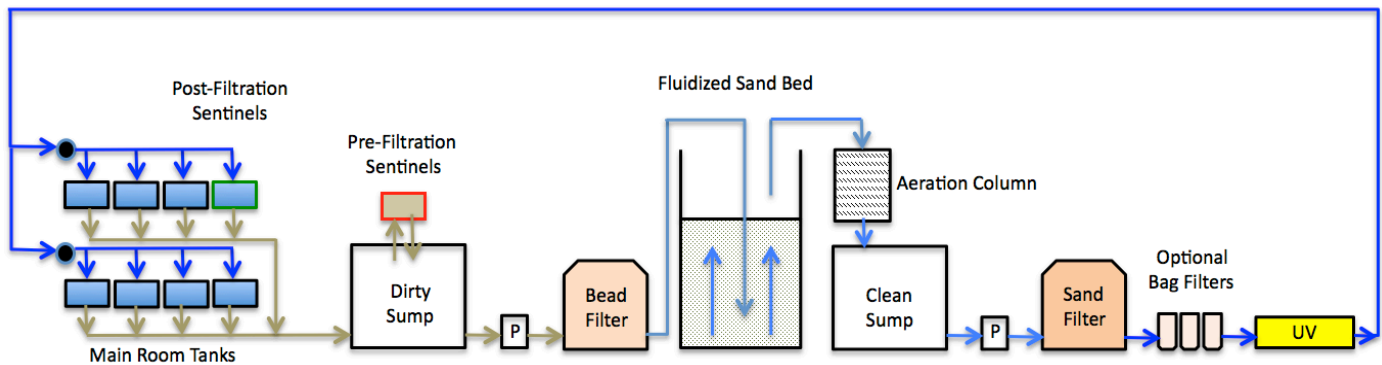 Post-Filtration
Sentinels
Pre-Filtration
Sentinels
Fluidized Sand Bed
Aeration Column
Optional
Bag Filters
Dirty
Sump
P
Bead
Filter
Clean
Sump
P
Sand
Filter
UV
Main Room Tanks